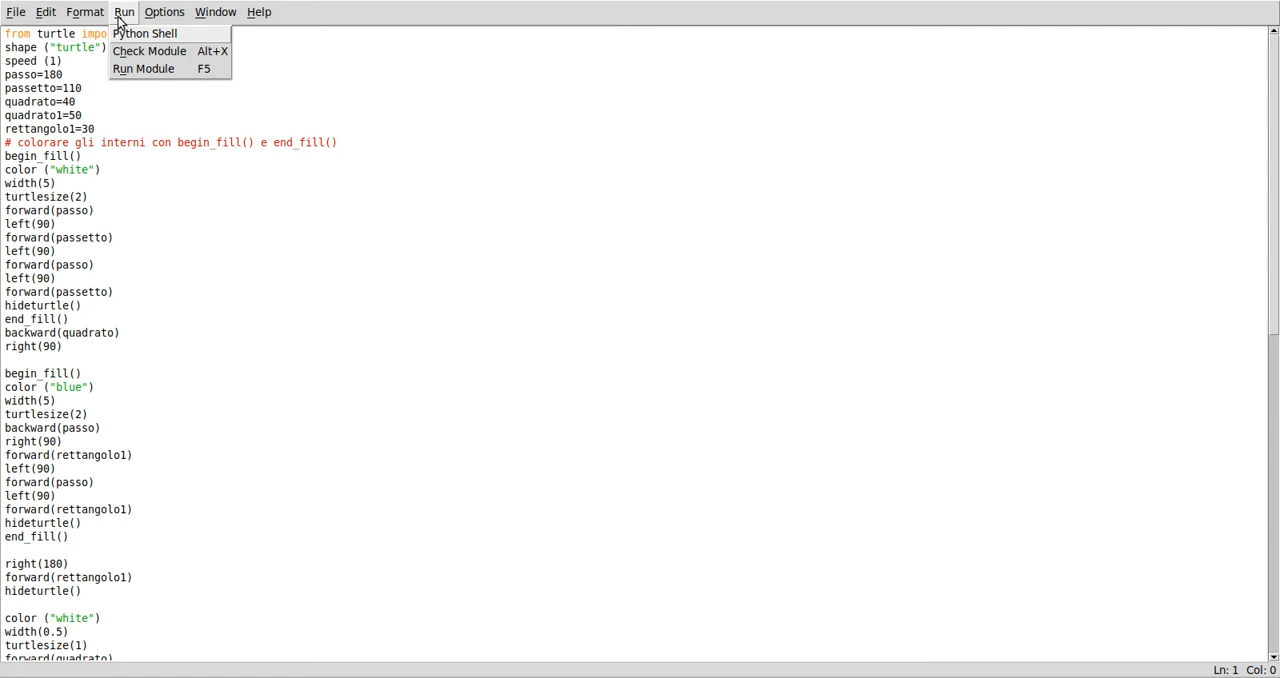 File Edit Format Run Options Window Help
from turtle impo
Python Shell
shape ("turtle")
Check Module Alt+X
speed (1)
Run Module F5
passo=180
passetto=110
quadrato=40
quadrato1=50
rettangolo1=30
# colorare gli interni con begin_fill() e end_fill()
begin_fill()
color ("white")
width(5)
turtlesize(2)
forward(passo)
left(90)
forward(passetto)
left(90)
forward(passo)
left(90)
forward(passetto)
hideturtle()
end_fill()
backward(quadrato)
right(90)
begin_fill()
color ("blue")
width(5)
turtlesize(2)
backward(passo)
right(90)
forward(rettangolo1)
left(90)
forward(passo)
left(90)
forward(rettangolo1)
hideturtle()
end_fill()
right(180)
forward(rettangolo1)
hideturtle()
color ("white")
width(0.5)
turtlesize(1)
forward(quadrato)
Ln: 1 Col: 0